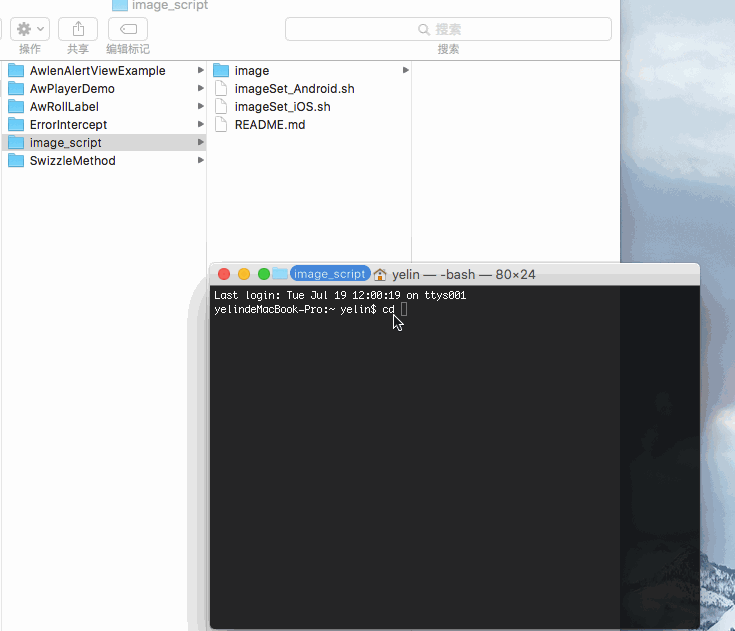 image_script
搜索
操作 共享 编辑标记 搜索
AwlenAlertViewExample
AwPlayerDemo
AwRollLabel
ErrorIntercept
image_script
SwizzleMethod
image
imageSet_Android.sh
imageSet_iOS.sh
README.md
image_script yelin — -bash — 80×24
Last login: Tue Jul 19 12:00:19 on ttys001
yelindeMacBook-Pro:~ yelin$ cd